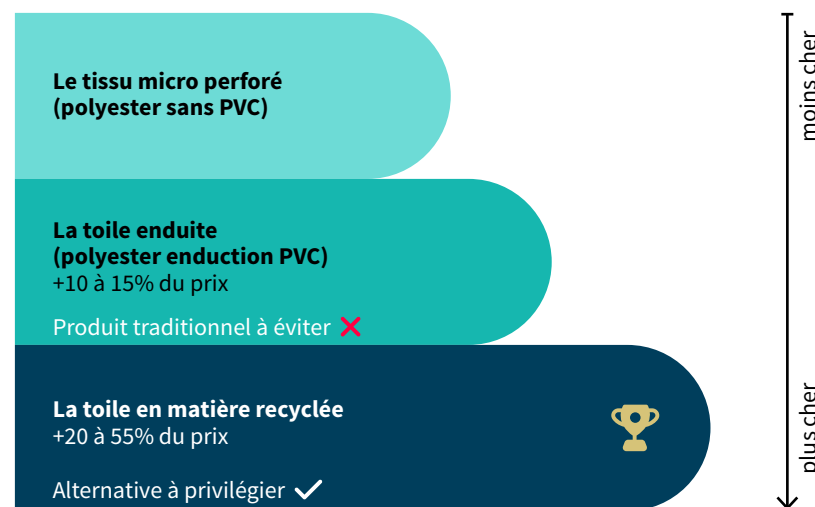 Le tissu micro perforé
(polyester sans PVC)
La toile enduite
(polyester enduction PVC)
+10 à 15% du prix
Produit traditionnel à éviter
La toile en matière recyclée
+20 à 55% du prix
Alternative à privilégier
moins cher
plus cher